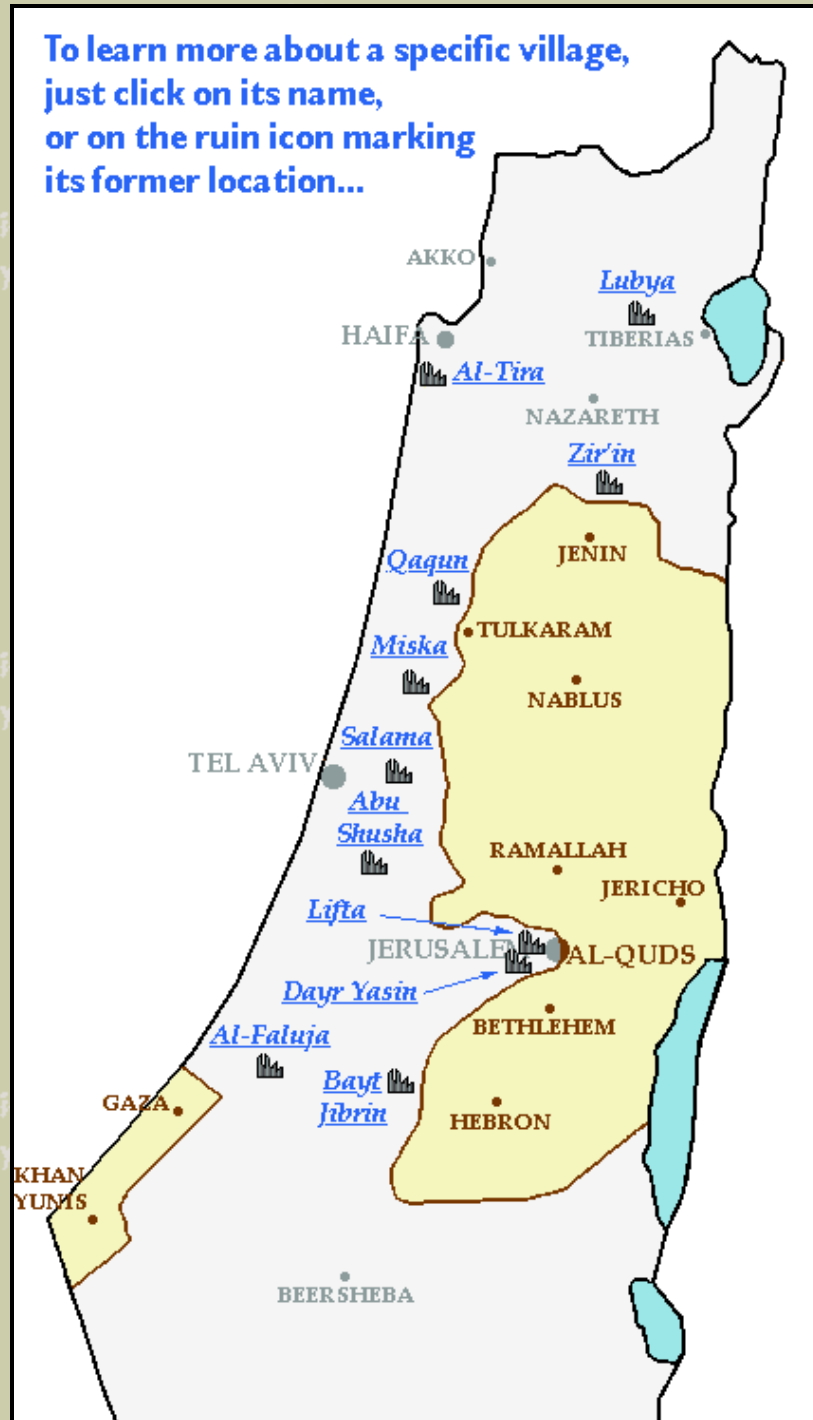 To learn more about a specific village,
just click on its name,
or on the ruin icon marking
its former location...
AKKO
Lubya
HAIFA
TIBERIAS
Al-Tira
NAZARETH
Zir'in
JENIN
Qaqun
TULKARAM
Miska
NABLUS
Salama
TEL AVIV
Abu
Shusha
RAMALLAH
JERICHO
Lifta
JERUSALEM
AL-QUDS
Dayr Yasin
BETHLEHEM
Al-Faluja
Bayt
Jibrin
GAZA
HEBRON
KHAN
YUNIS
BEERSHEBA